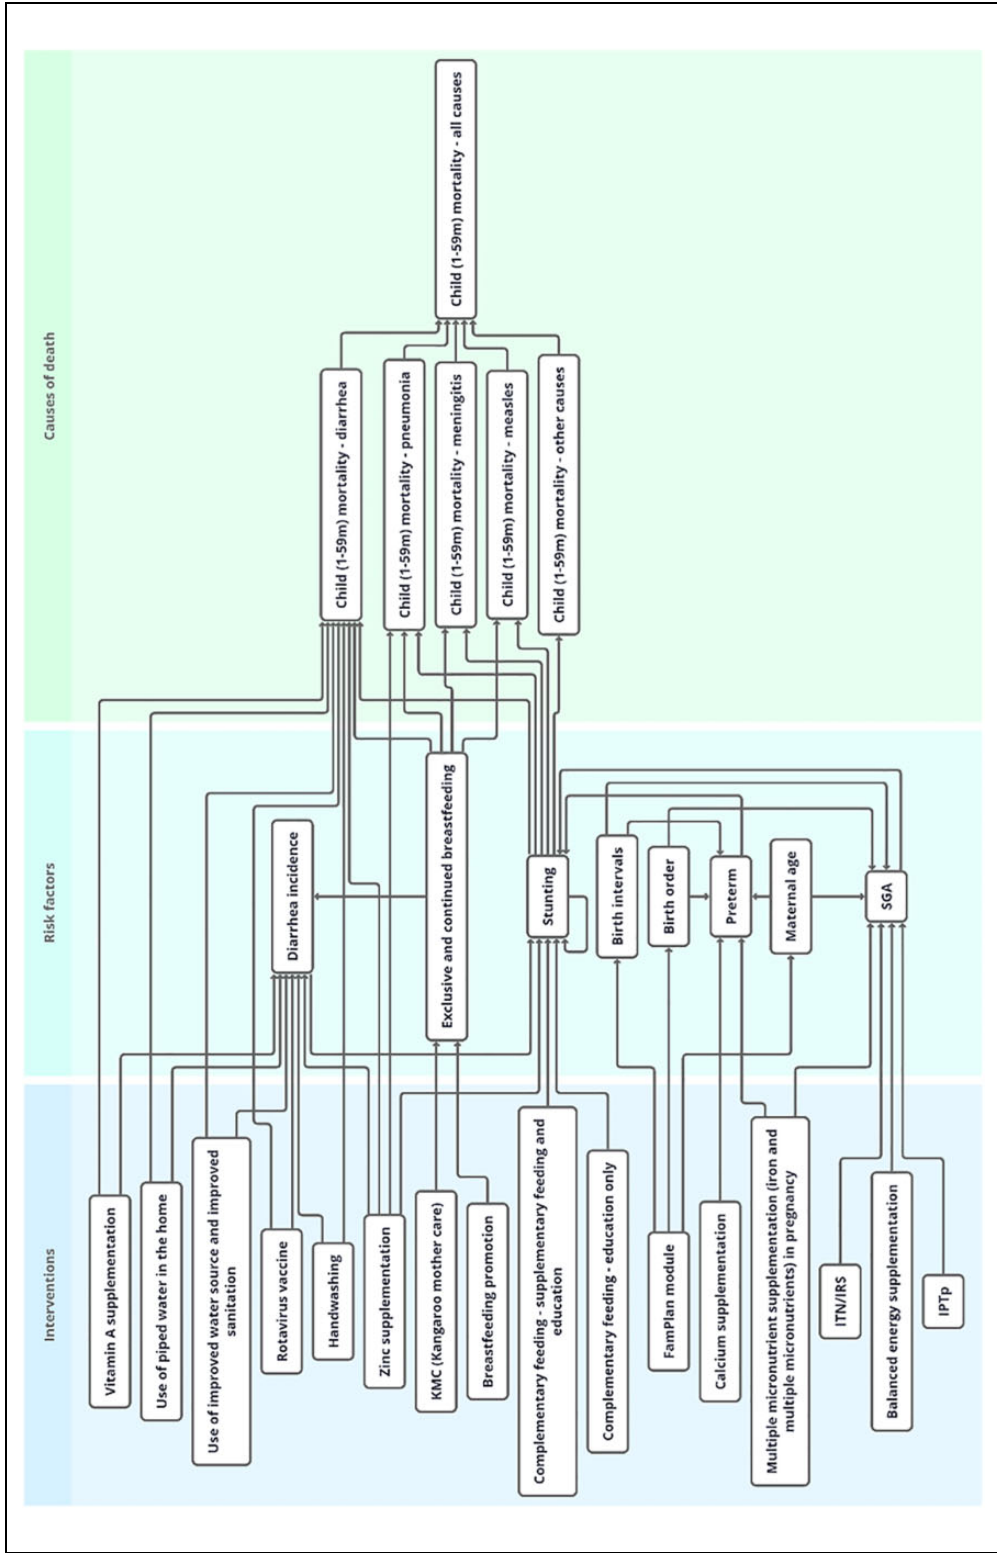 Interventions
Risk factors
Causes of death
Vitamin A supplementation
Use of piped water in the home
Use of improved water source and improved
sanitation
Rotavirus vaccine
Handwashing
Zinc supplementation
KMC (Kangaroo mother care)
Breastfeeding promotion
Complementary feeding - supplementary feeding and
education
Complementary feeding - education only
FamPlan module
Calcium supplementation
Multiple micronutrient supplementation (iron and
multiple micronutrients) in pregnancy
ITN/IRS
Balanced energy supplementation
IPTp
Diarrhea incidence
Exclusive and continued breastfeeding
Stunting
Birth intervals
Birth order
Preterm
Maternal age
SGA
Child (1-59m) mortality - diarrhea
Child (1-59m) mortality - pneumonia
Child (1-59m) mortality - meningitis
Child (1-59m) mortality - measles
Child (1-59m) mortality - other causes
Child (1-59m) mortality - all causes